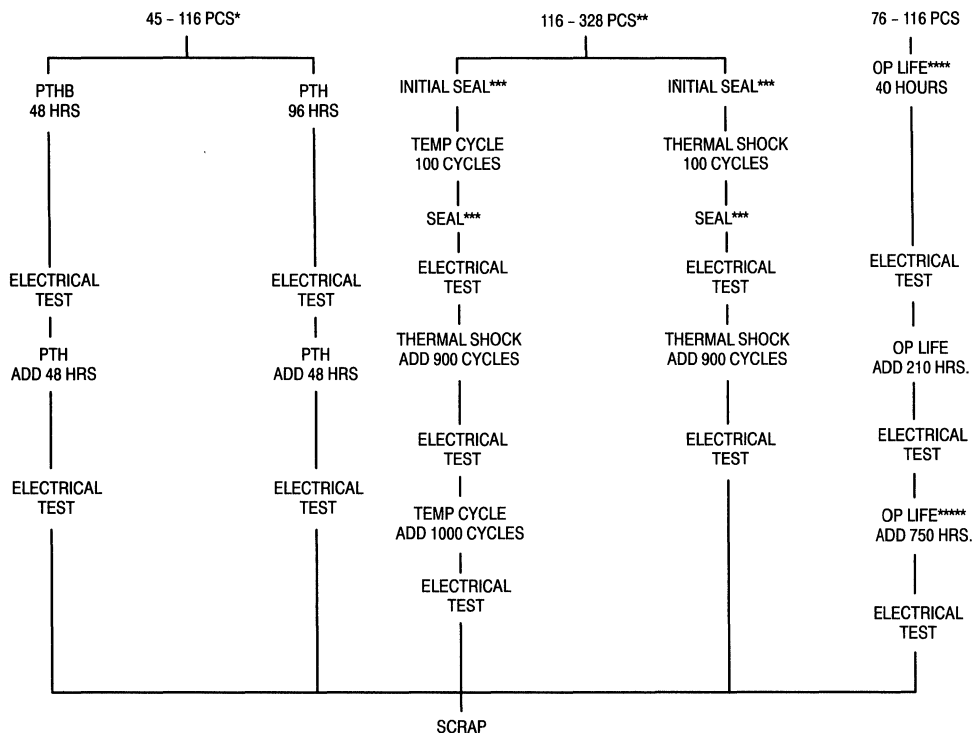 45 – 116 PCS*
116 – 328 PCS**
76 – 116 PCS
PTHB
48 HRS
ELECTRICAL
TEST
PTH
ADD 48 HRS
ELECTRICAL
TEST
PTH
96 HRS
ELECTRICAL
TEST
PTH
ADD 48 HRS
ELECTRICAL
TEST
INITIAL SEAL***
TEMP CYCLE
100 CYCLES
SEAL***
ELECTRICAL
TEST
THERMAL SHOCK
ADD 900 CYCLES
ELECTRICAL
TEST
TEMP CYCLE
ADD 1000 CYCLES
ELECTRICAL
TEST
INITIAL SEAL***
THERMAL SHOCK
100 CYCLES
SEAL***
ELECTRICAL
TEST
THERMAL SHOCK
ADD 900 CYCLES
ELECTRICAL
TEST
OP LIFE****
40 HOURS
ELECTRICAL
TEST
OP LIFE
ADD 210 HRS.
ELECTRICAL
TEST
OP LIFE*****
ADD 750 HRS.
ELECTRICAL
TEST
SCRAP